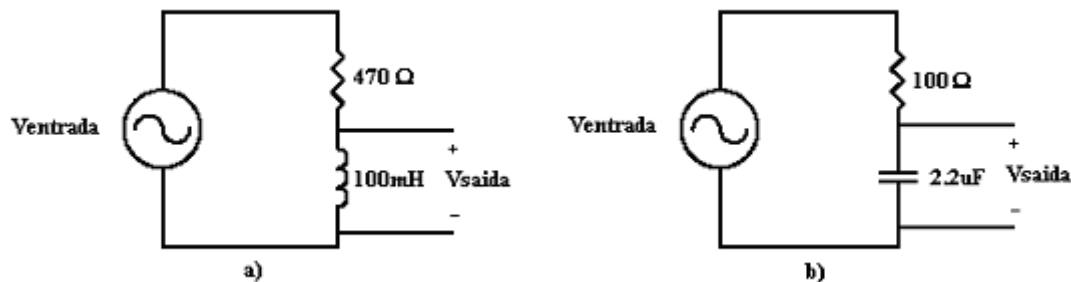 470 Ω
Ventrada
+
100mH
Vsaida
−
a)
100 Ω
Ventrada
+
2.2uF
Vsaida
−
b)